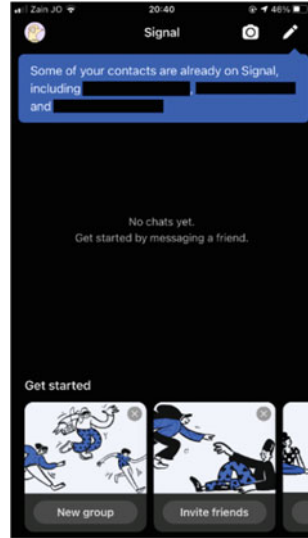 Zain JO 20:40 46%
Signal
Some of your contacts are already on Signal,
including , 
and
No chats yet.
Get started by messaging a friend.
Get started
New group Invite friends